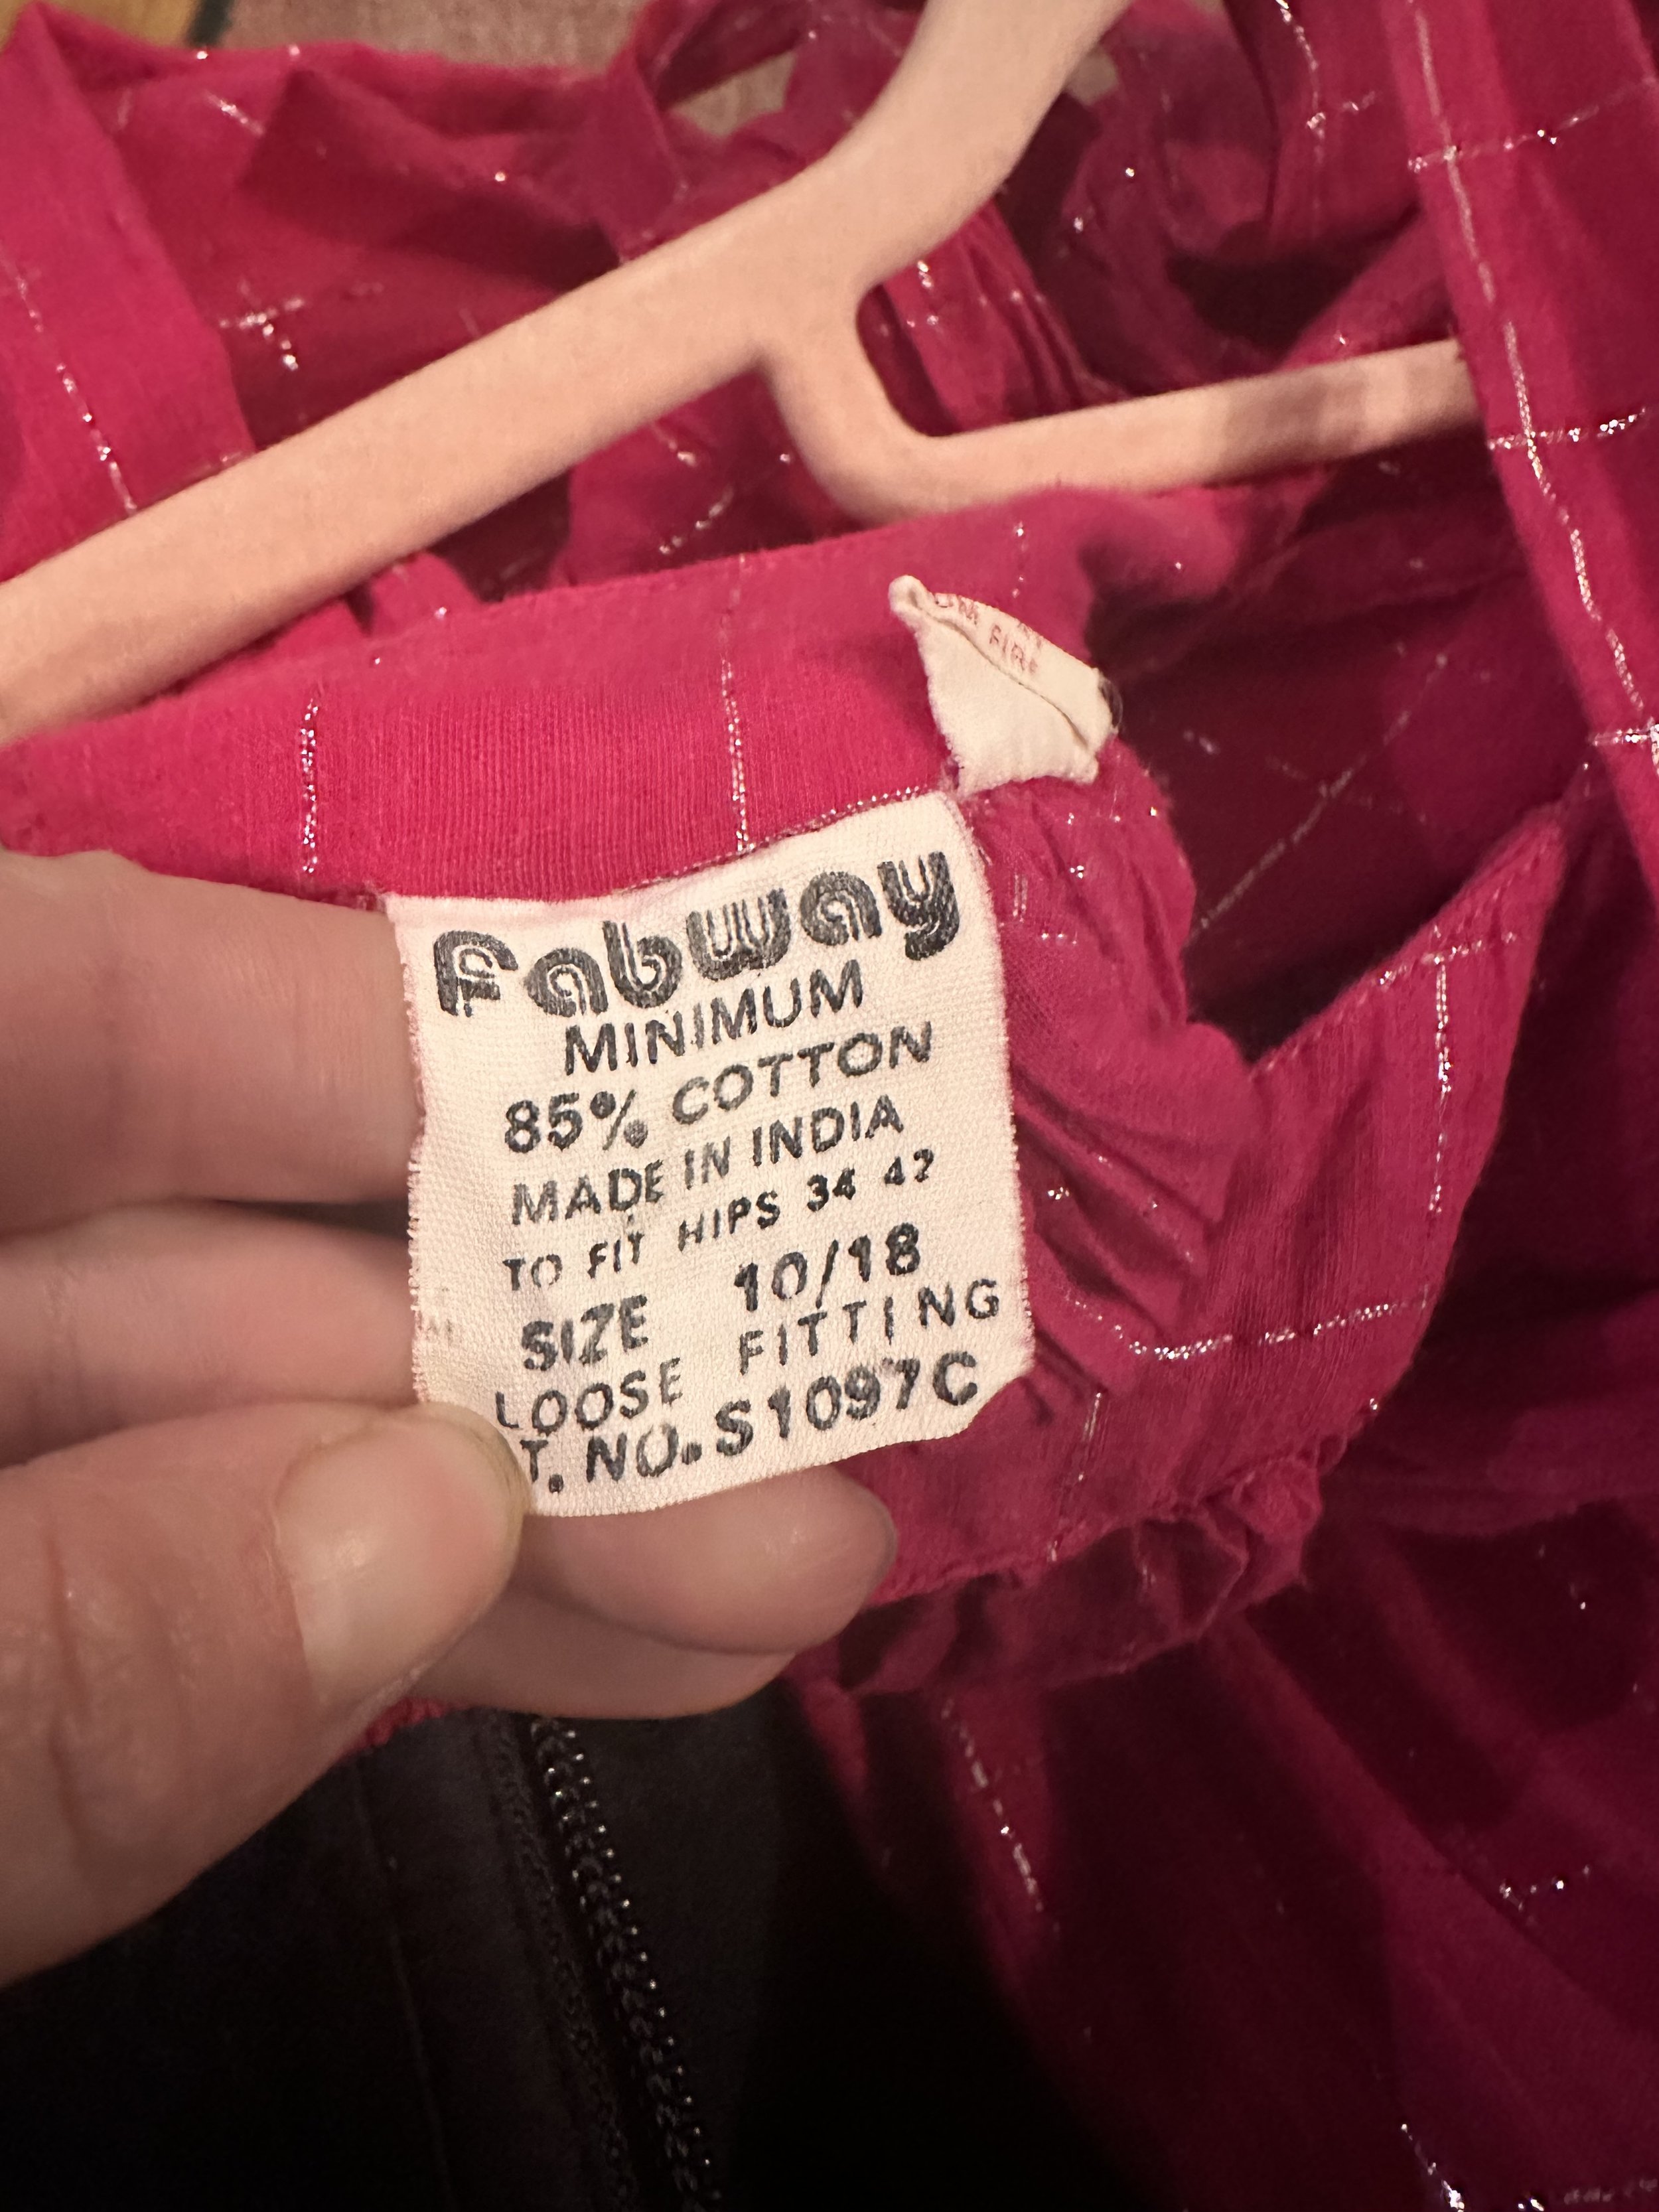 FIRE
Fabway
MINIMUM
85% COTTON
MADE IN INDIA
TO FIT HIPS 34 42
SIZE 10/18
LOOSE FITTING
T. NO. S1097C